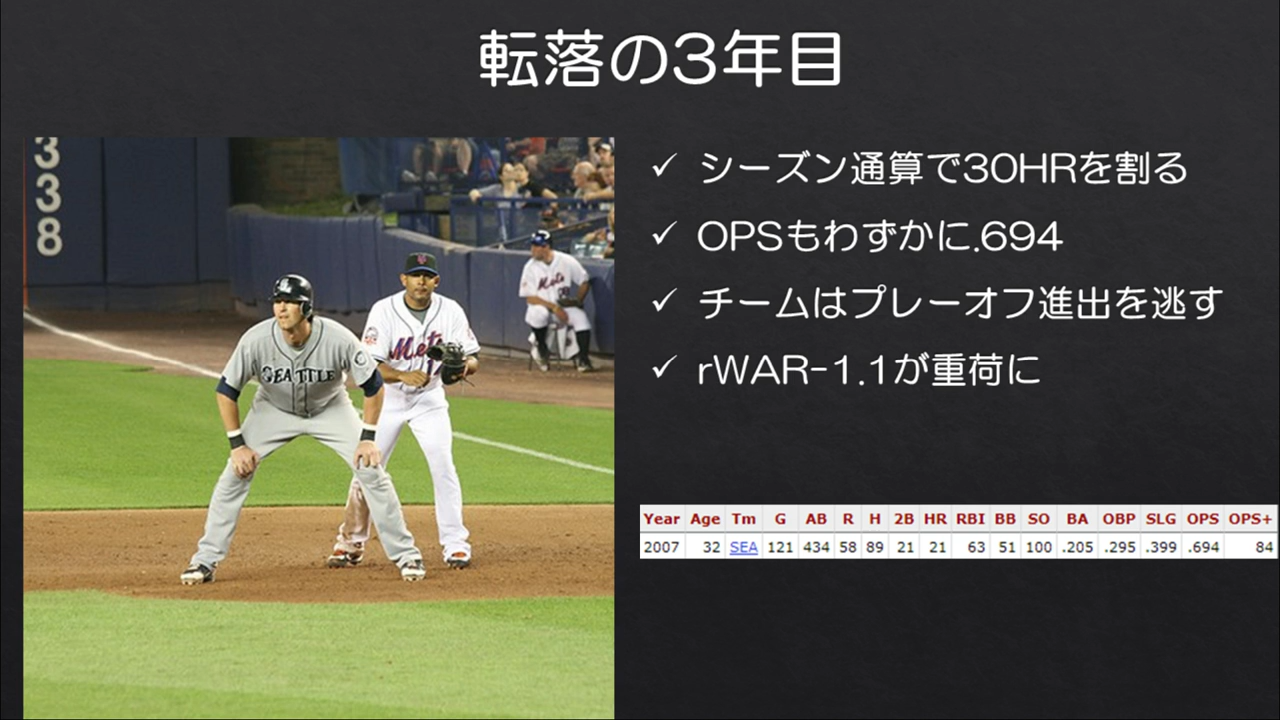 転落の3年目
3
3
8
シーズン通算で30HRを割る
OPSもわずかに.694
チームはプレーオフ進出を逃す
rWAR-1.1が重荷に
SEATTLE
Mets
Mets
Year Age Tm G AB R H 2B HR RBI BB SO BA OBP SLG OPS OPS+
2007 32 SEA 121 434 58 89 21 21 63 51 100 .205 .295 .399 .694 84